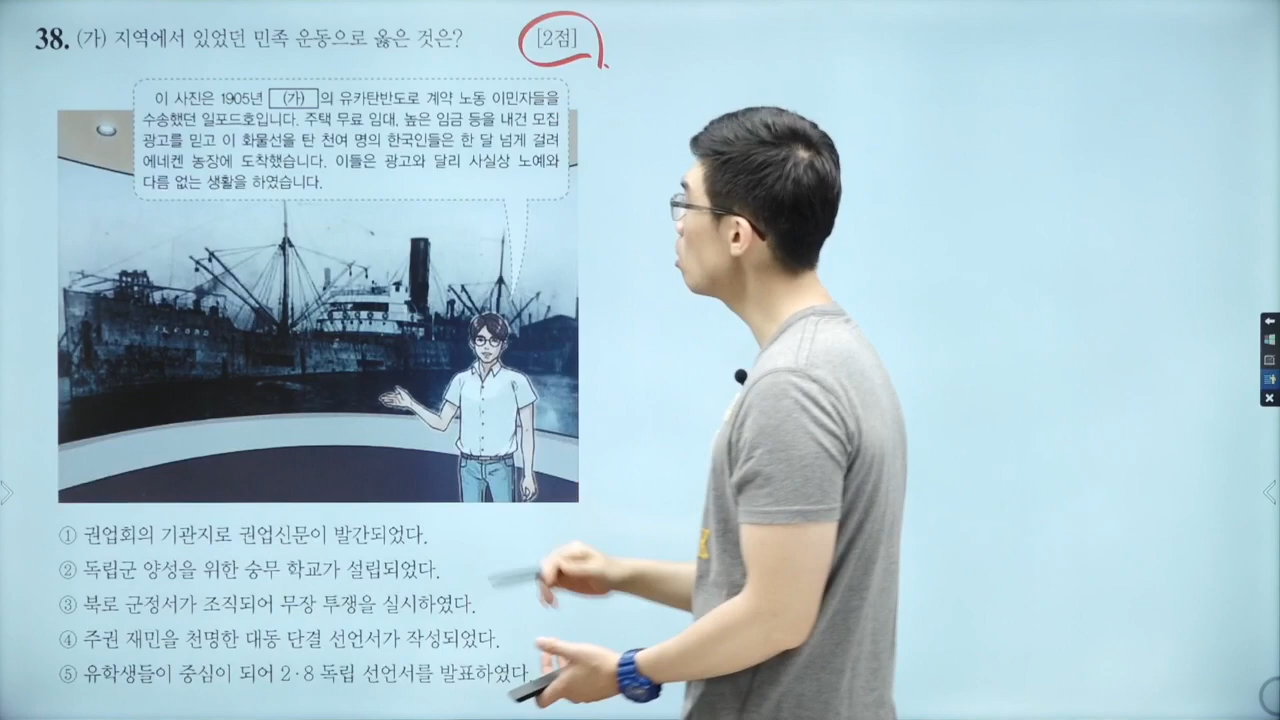 38. (가) 지역에서 있었던 민족 운동으로 옳은 것은? [2점]
이 사진은 1905년 (가) 의 유카탄반도로 계약 노동 이민자들을
수송했던 일포드호입니다. 주택 무료 임대, 높은 임금 등을 내건 모집
광고를 믿고 이 화물선을 탄 천여 명의 한국인들은 한 달 넘게 걸려
에네켄 농장에 도착했습니다. 이들은 광고와 달리 사실상 노예와
다름 없는 생활을 하였습니다.
ILFORD
① 권업회의 기관지로 권업신문이 발간되었다.
② 독립군 양성을 위한 숭무 학교가 설립되었다.
③ 북로 군정서가 조직되어 무장 투쟁을 실시하였다.
④ 주권 재민을 천명한 대동 단결 선언서가 작성되었다.
⑤ 유학생들이 중심이 되어 2·8 독립 선언서를 발표하였다.